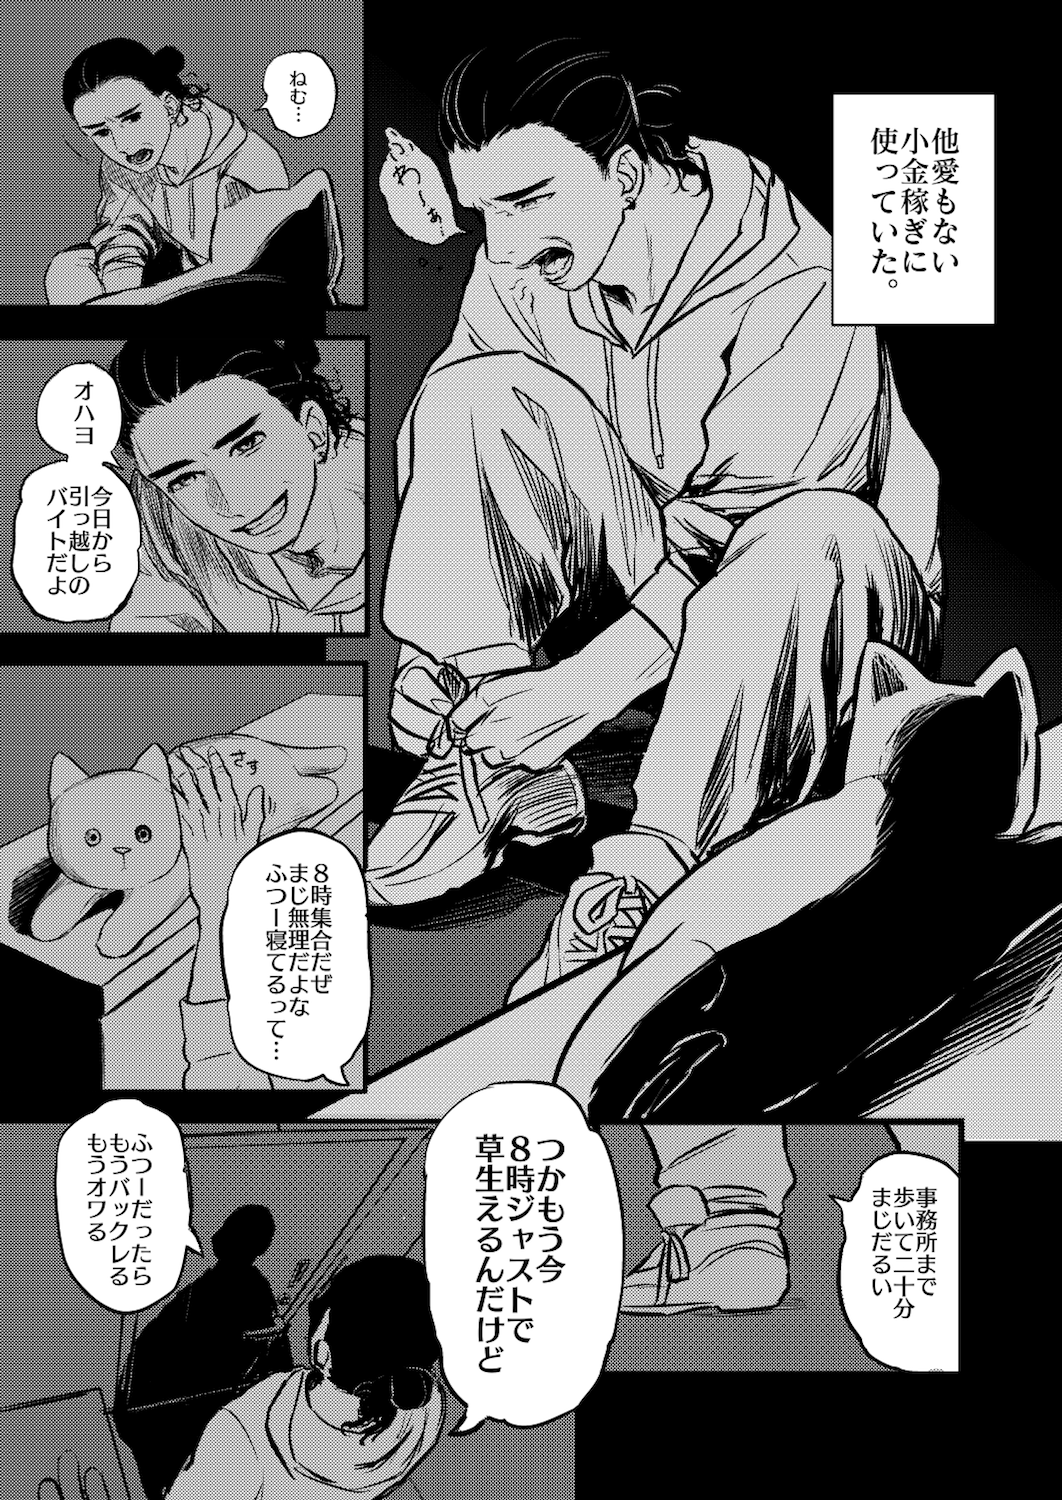 他愛もない
小金稼ぎに
使っていた。
ふわーぁ…
ねむ…
オハヨ
今日から
引っ越しの
バイトだよ
さす
8時集合だぜ
まじ無理だよな
ふつー寝てるって…
事務所まで
歩いて二十分
まじだるい
つかもう今
8時ジャストで
草生えるんだけど
ふつーだったら
もうバックレる
もうオワる